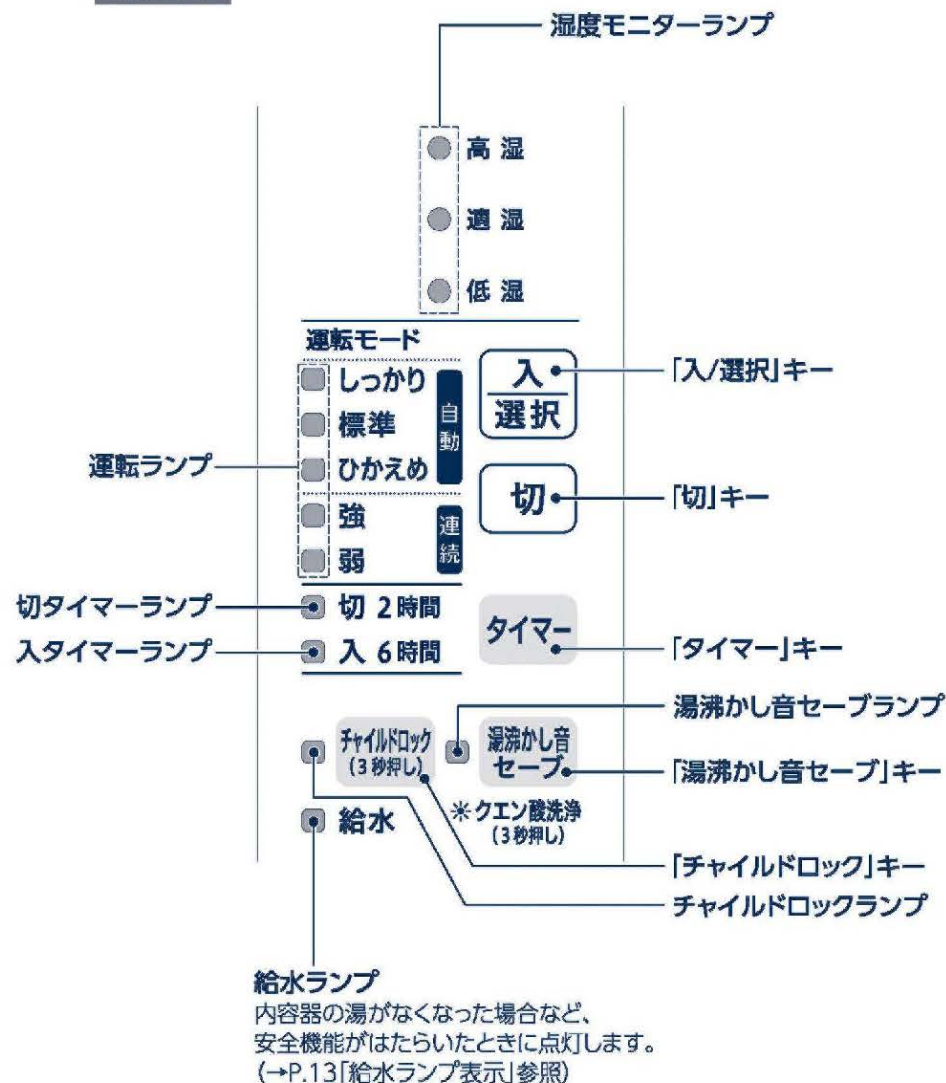 湿度モニターランプ
高湿
適湿
低湿
運転モード
しっかり
標準
ひかえめ
自動
強
弱
連続
入
選択
「入/選択」キー
切
「切」キー
運転ランプ
切タイマーランプ
切 2時間
入タイマーランプ
入 6時間
タイマー
「タイマー」キー
湯沸かし音セーブランプ
チャイルドロック
(3秒押し)
湯沸かし音
セーブ
「湯沸かし音セーブ」キー
給水
※クエン酸洗浄
(3秒押し)
「チャイルドロック」キー
チャイルドロックランプ
給水ランプ
内容器の湯がなくなった場合など、
安全機能がはたらいたときに点灯します。
(→P.13「給水ランプ表示」参照)